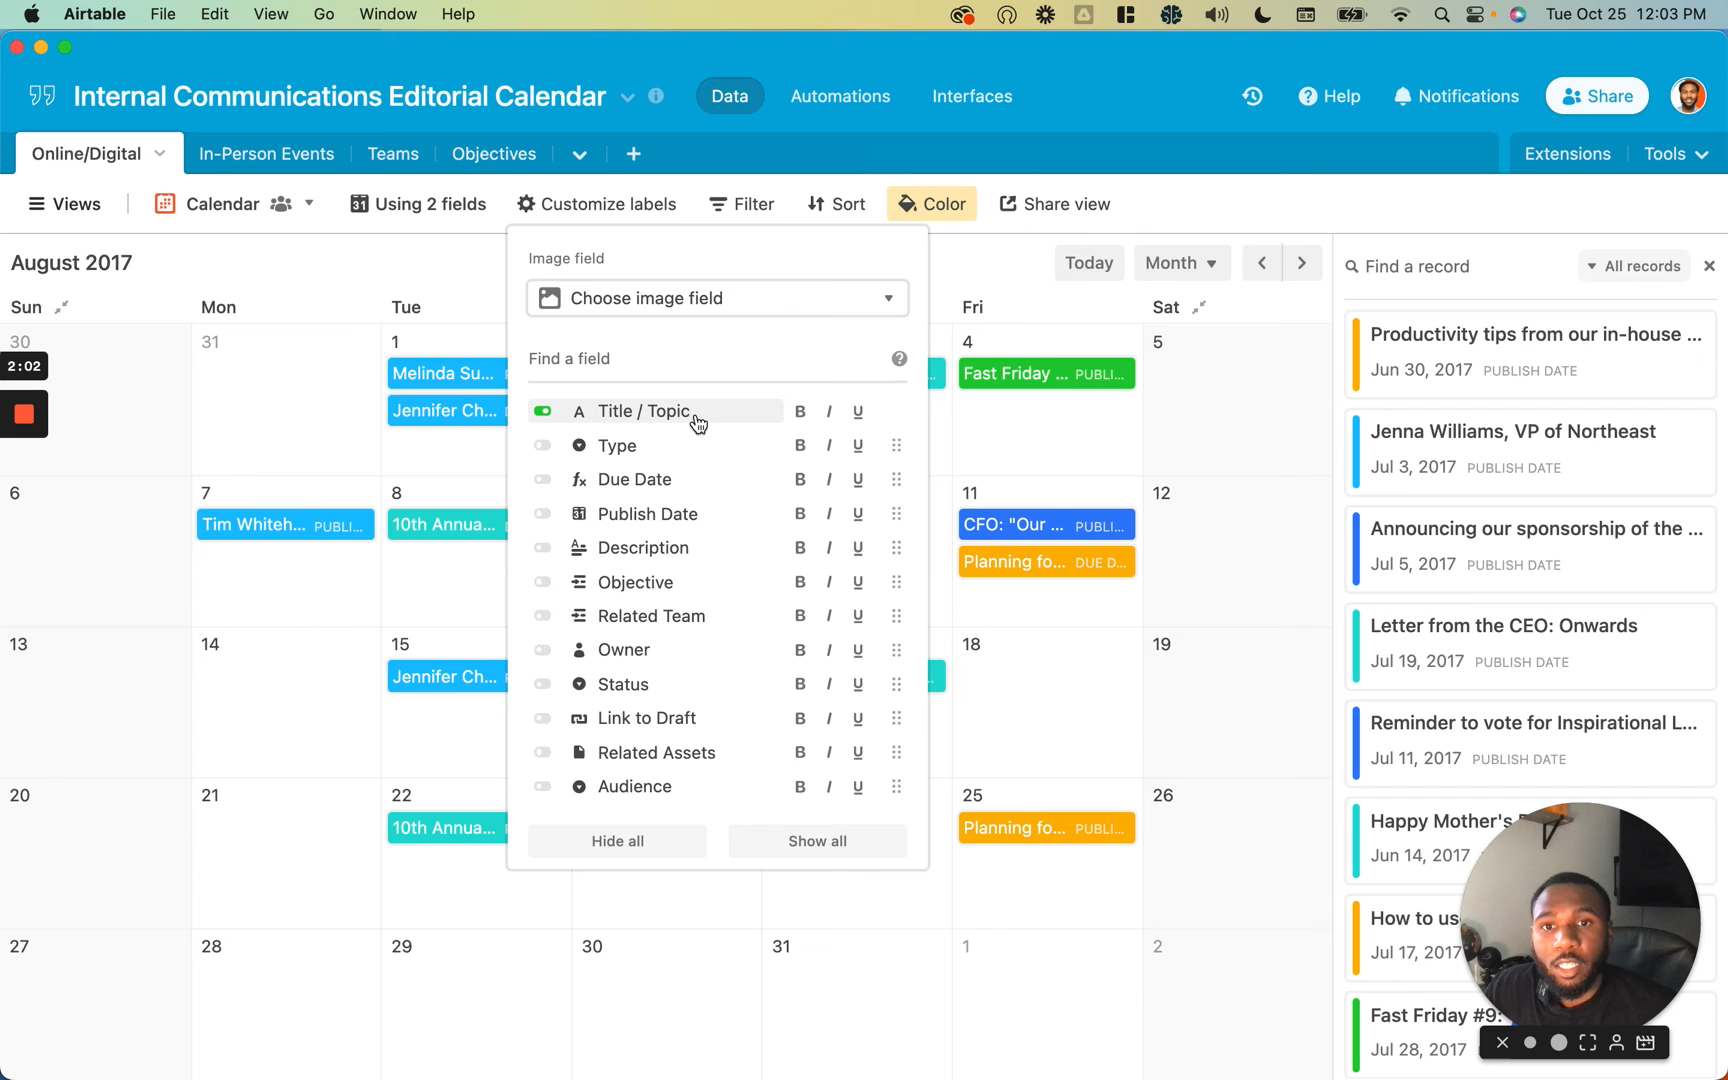 Airtable File Edit View Go Window Help
Tue Oct 25 12:03 PM
Internal Communications Editorial Calendar
Data Automations Interfaces
Help Notifications Share
Online/Digital In-Person Events Teams Objectives
Extensions Tools
Views Calendar Using 2 fields Customize labels Filter Sort Color Share view
August 2017
Today Month
Sun Mon Tue Fri Sat
30 31 1 4 5
2:02
Melinda Su...
Jennifer Ch...
Fast Friday ... PUBLI...
6 7 8 11 12
Tim Whiteh... PUBLI...
10th Annua...
CFO: "Our ... PUBLI...
Planning fo... DUE D...
13 14 15 18 19
Jennifer Ch...
20 21 22 25 26
10th Annua...
Planning fo... PUBLI...
27 28 29 30 31 1 2
Image field
Choose image field
Find a field
Title / Topic B I U
Type B I U
Due Date B I U
Publish Date B I U
Description B I U
Objective B I U
Related Team B I U
Owner B I U
Status B I U
Link to Draft B I U
Related Assets B I U
Audience B I U
Hide all Show all
Find a record All records
Productivity tips from our in-house ...
Jun 30, 2017 PUBLISH DATE
Jenna Williams, VP of Northeast
Jul 3, 2017 PUBLISH DATE
Announcing our sponsorship of the ...
Jul 5, 2017 PUBLISH DATE
Letter from the CEO: Onwards
Jul 19, 2017 PUBLISH DATE
Reminder to vote for Inspirational L...
Jul 11, 2017 PUBLISH DATE
Happy Mother's
Jun 14, 2017
How to us
Jul 17, 2017
Fast Friday #9:
Jul 28, 2017